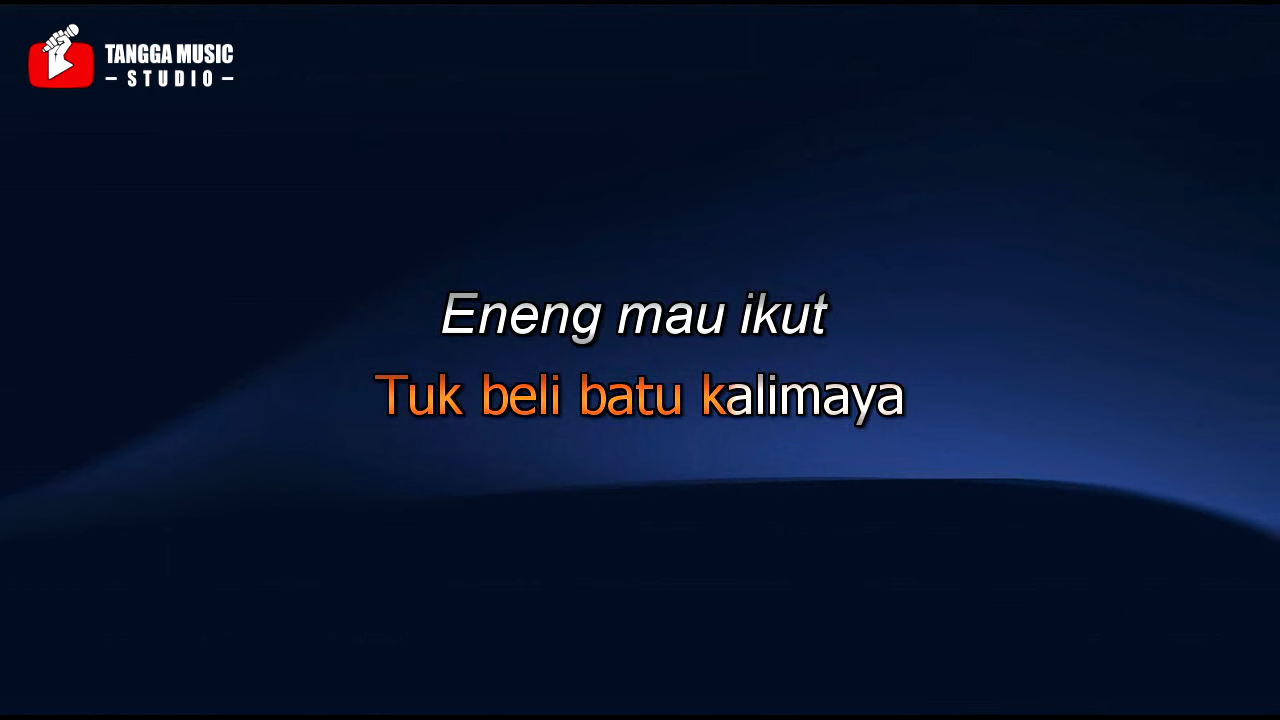 TANGGA MUSIC
– STUDIO –
Eneng mau ikut
Tuk beli batu kalimaya